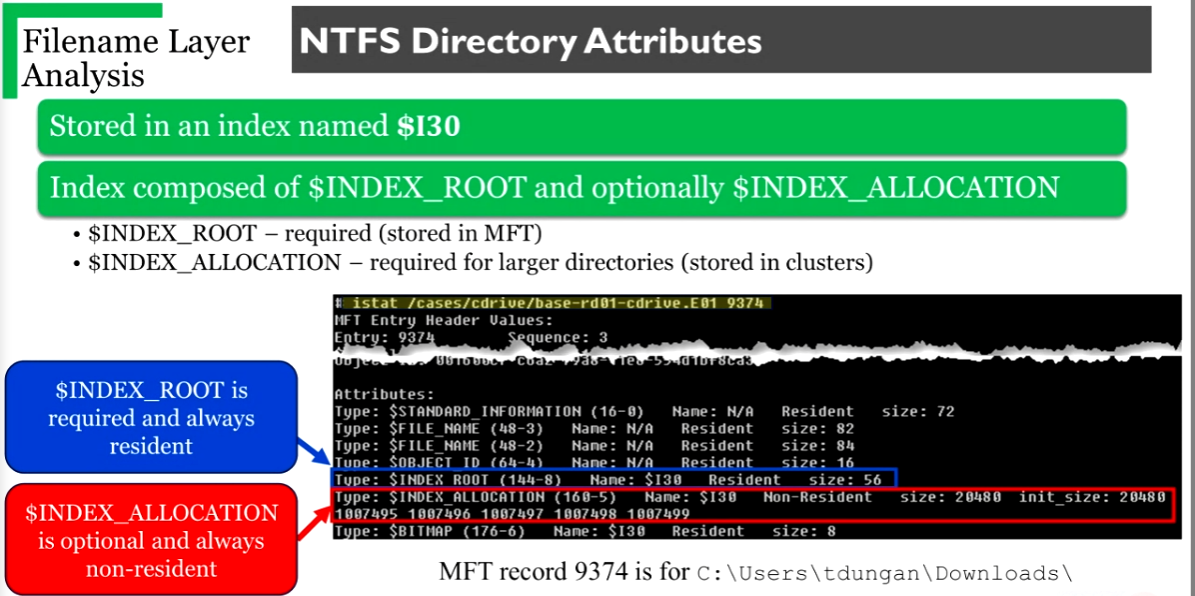 Filename Layer
Analysis
NTFS Directory Attributes
Stored in an index named $I30
Index composed of $INDEX_ROOT and optionally $INDEX_ALLOCATION
• $INDEX_ROOT – required (stored in MFT)
• $INDEX_ALLOCATION – required for larger directories (stored in clusters)
# istat /cases/cdrive/base-rd01-cdrive.E01 9374
MFT Entry Header Values:
Entry: 9374 Sequence: 3
Attributes:
Type: $STANDARD_INFORMATION (16-0) Name: N/A Resident size: 72
Type: $FILE_NAME (48-3) Name: N/A Resident size: 82
Type: $FILE_NAME (48-2) Name: N/A Resident size: 84
Type: $OBJECT_ID (64-4) Name: N/A Resident size: 16
Type: $INDEX_ROOT (144-8) Name: $I30 Resident size: 56
Type: $INDEX_ALLOCATION (160-5) Name: $I30 Non-Resident size: 20480 init_size: 20480
1007495 1007496 1007497 1007498 1007499
Type: $BITMAP (176-6) Name: $I30 Resident size: 8
$INDEX_ROOT is
required and always
resident
$INDEX_ALLOCATION
is optional and always
non-resident
MFT record 9374 is for C:\Users\tdungan\Downloads\